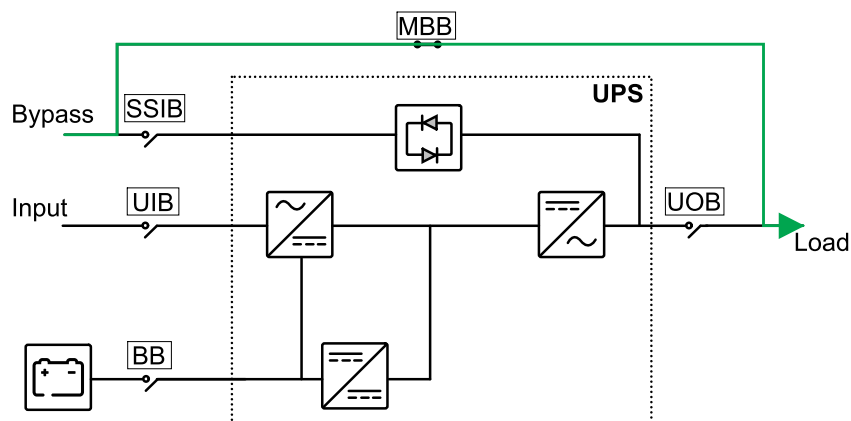 MBB
UPS
Bypass
SSIB
Input
UIB
UOB
Load
BB